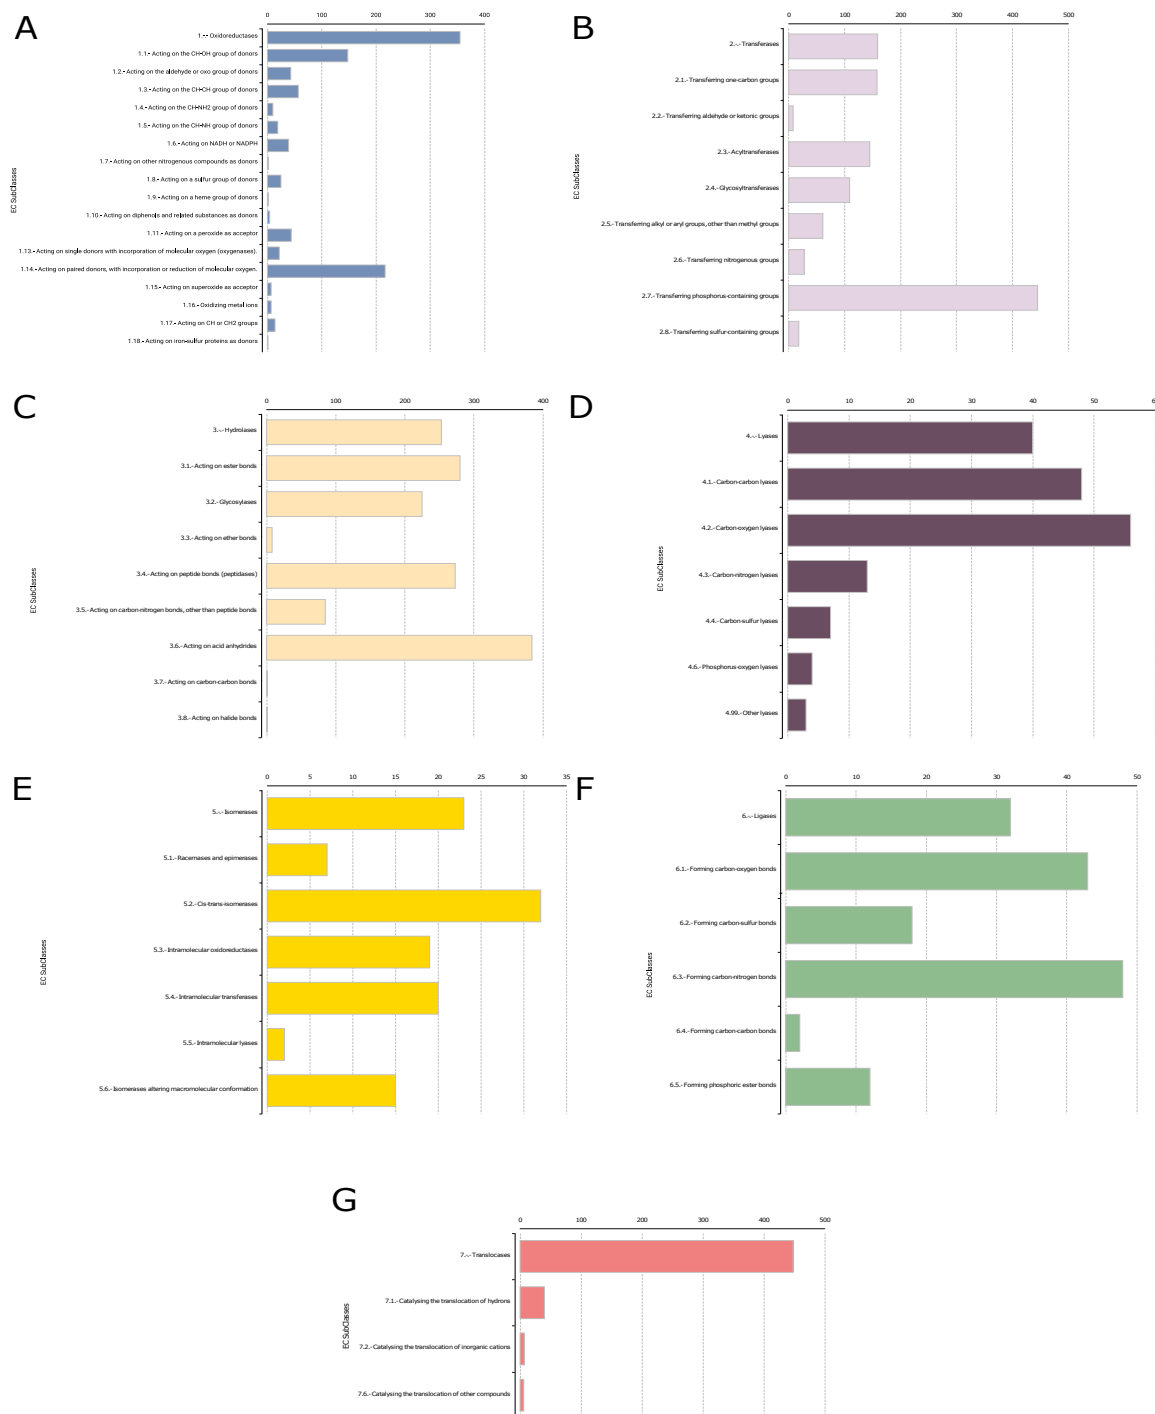 A
0 100 200 300 400
1.-.- Oxidoreductases
1.1.- Acting on the CH-OH group of donors
1.2.- Acting on the aldehyde or oxo group of donors
1.3.- Acting on the CH-CH group of donors
1.4.- Acting on the CH-NH2 group of donors
1.5.- Acting on the CH-NH group of donors
1.6.- Acting on NADH or NADPH
1.7.- Acting on other nitrogenous compounds as donors
1.8.- Acting on a sulfur group of donors
1.9.- Acting on a heme group of donors
1.10.- Acting on diphenols and related substances as donors
1.11.- Acting on a peroxide as acceptor
1.13.- Acting on single donors with incorporation of molecular oxygen (oxygenases).
1.14.- Acting on paired donors, with incorporation or reduction of molecular oxygen.
1.15.- Acting on superoxide as acceptor
1.16.- Oxidizing metal ions
1.17.- Acting on CH or CH2 groups
1.18.- Acting on iron-sulfur proteins as donors
EC SubClasses
B
0 100 200 300 400 500
2.-.- Transferases
2.1.- Transferring one-carbon groups
2.2.- Transferring aldehyde or ketonic groups
2.3.- Acyltransferases
2.4.- Glycosyltransferases
2.5.- Transferring alkyl or aryl groups, other than methyl groups
2.6.- Transferring nitrogenous groups
2.7.- Transferring phosphorus-containing groups
2.8.- Transferring sulfur-containing groups
EC SubClasses
C
0 100 200 300 400
3.-.- Hydrolases
3.1.- Acting on ester bonds
3.2.- Glycosylases
3.3.- Acting on ether bonds
3.4.- Acting on peptide bonds (peptidases)
3.5.- Acting on carbon-nitrogen bonds, other than peptide bonds
3.6.- Acting on acid anhydrides
3.7.- Acting on carbon-carbon bonds
3.8.- Acting on halide bonds
EC SubClasses
D
0 10 20 30 40 50
4.-.- Lyases
4.1.- Carbon-carbon lyases
4.2.- Carbon-oxygen lyases
4.3.- Carbon-nitrogen lyases
4.4.- Carbon-sulfur lyases
4.6.- Phosphorus-oxygen lyases
4.99.- Other lyases
EC SubClasses
E
0 5 10 15 20 25 30 35
5.-.- Isomerases
5.1.- Racemases and epimerases
5.2.- Cis-trans-isomerases
5.3.- Intramolecular oxidoreductases
5.4.- Intramolecular transferases
5.5.- Intramolecular lyases
5.6.- Isomerases altering macromolecular conformation
EC SubClasses
F
0 10 20 30 40 50
6.-.- Ligases
6.1.- Forming carbon-oxygen bonds
6.2.- Forming carbon-sulfur bonds
6.3.- Forming carbon-nitrogen bonds
6.4.- Forming carbon-carbon bonds
6.5.- Forming phosphoric ester bonds
EC SubClasses
G
0 100 200 300 400 500
7.-.- Translocases
7.1.- Catalysing the translocation of hydrons
7.2.- Catalysing the translocation of inorganic cations
7.6.- Catalysing the translocation of other compounds
EC SubClasses